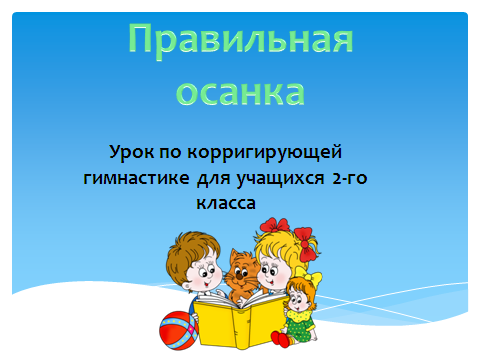 Правильная
осанка
Урок по корригирующей
гимнастике для учащихся 2-го
класса